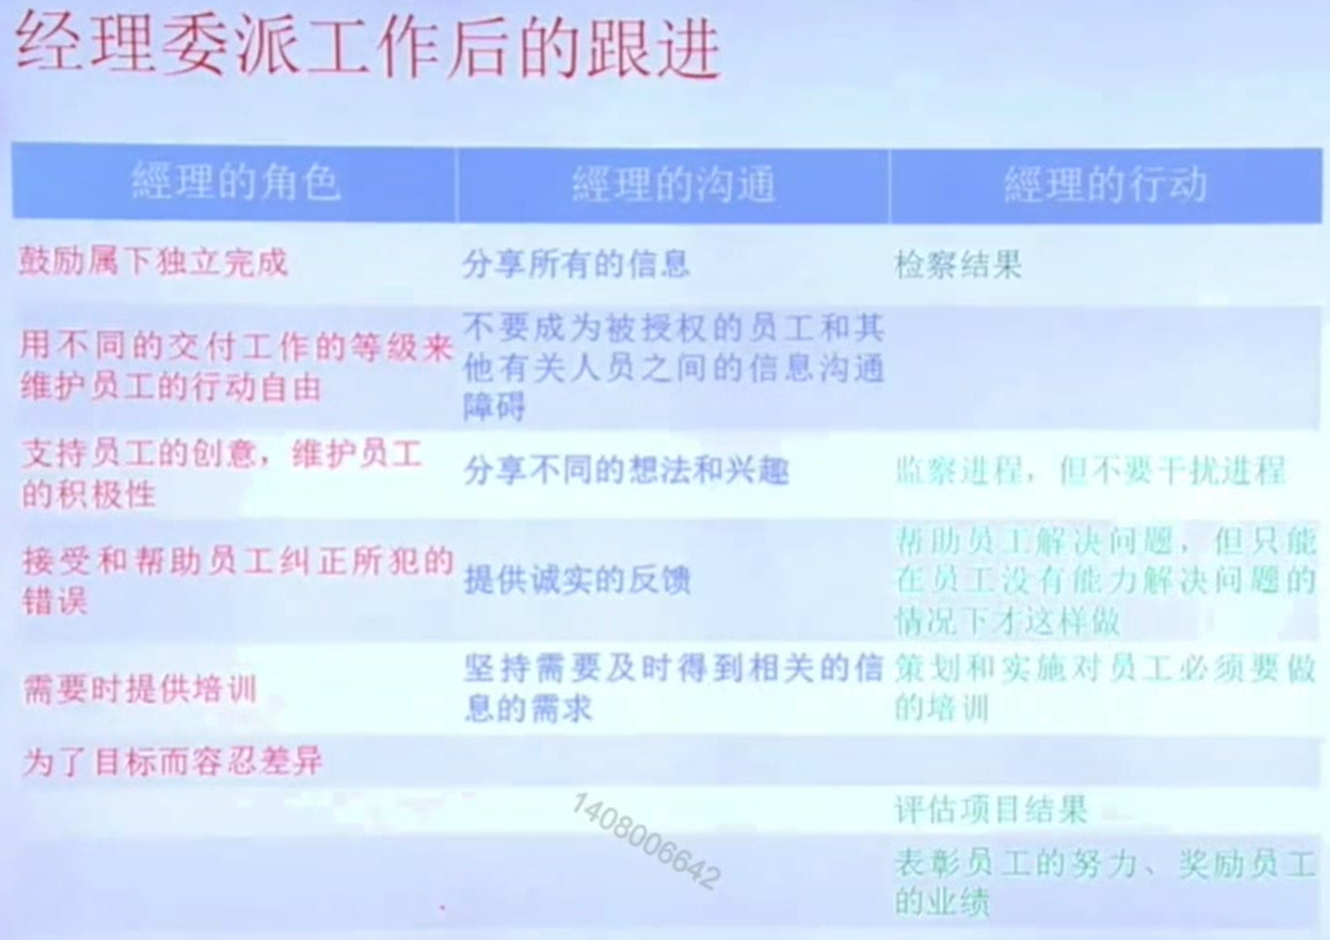 经理委派工作后的跟进
經理的角色
經理的沟通
經理的行动
鼓励属下独立完成
分享所有的信息
检察结果
用不同的交付工作的等级来
维护员工的行动自由
不要成为被授权的员工和其
他有关人员之间的信息沟通
障碍
支持员工的创意，维护员工
的积极性
分享不同的想法和兴趣
监察进程，但不要干扰进程
接受和帮助员工纠正所犯的
错误
提供诚实的反馈
帮助员工解决问题，但只能
在员工没有能力解决问题的
情况下才这样做
需要时提供培训
坚持需要及时得到相关的信
息的需求
策划和实施对员工必须要做
的培训
为了目标而容忍差异
评估项目结果
表彰员工的努力、奖励员工
的业绩
1408006642